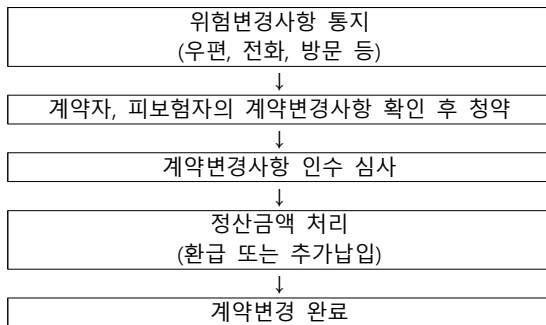 위험변경사항 통지
(우편, 전화, 방문 등)
↓
계약자, 피보험자의 계약변경사항 확인 후 청약
↓
계약변경사항 인수 심사
↓
정산금액 처리
(환급 또는 추가납입)
↓
계약변경 완료